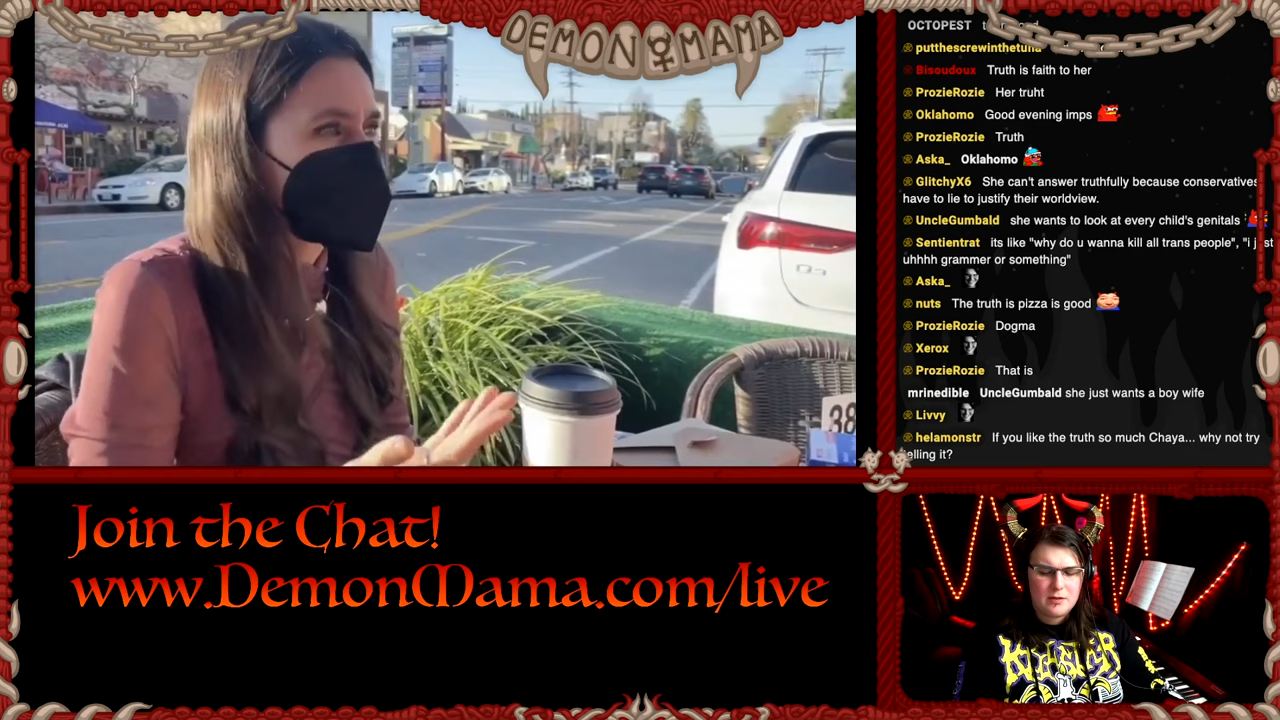 DEMON MAMA
OCTOPEST
putthescrewinthetuna
Bisoudoux Truth is faith to her
ProzieRozie Her truht
Oklahomo Good evening imps
ProzieRozie Truth
Aska_ Oklahomo
GlitchyX6 She can't answer truthfully because conservatives
have to lie to justify their worldview.
UncleGumbald she wants to look at every child's genitals
Sentientrat its like "why do u wanna kill all trans people", "i just
uhhhh grammer or something"
Aska_
nuts The truth is pizza is good
ProzieRozie Dogma
Xerox
ProzieRozie That is
mrinedible UncleGumbald she just wants a boy wife
Livvy
helamonstr If you like the truth so much Chaya... why not try
telling it?
38
Join the Chat!
www.DemonMama.com/live